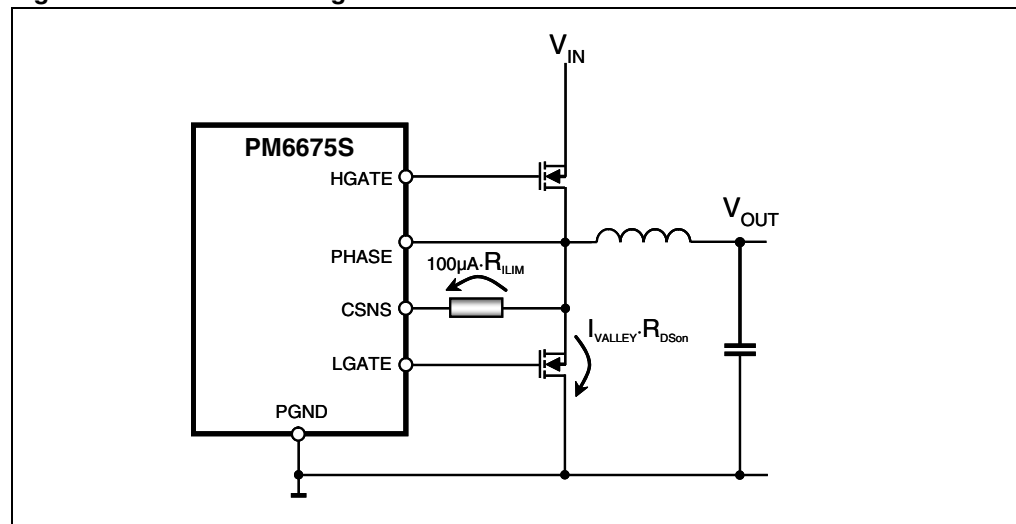 V_IN
PM6675S
HGATE
V_OUT
PHASE
100µA·R_ILIM
CSNS
I_VALLEY·R_DSon
LGATE
PGND